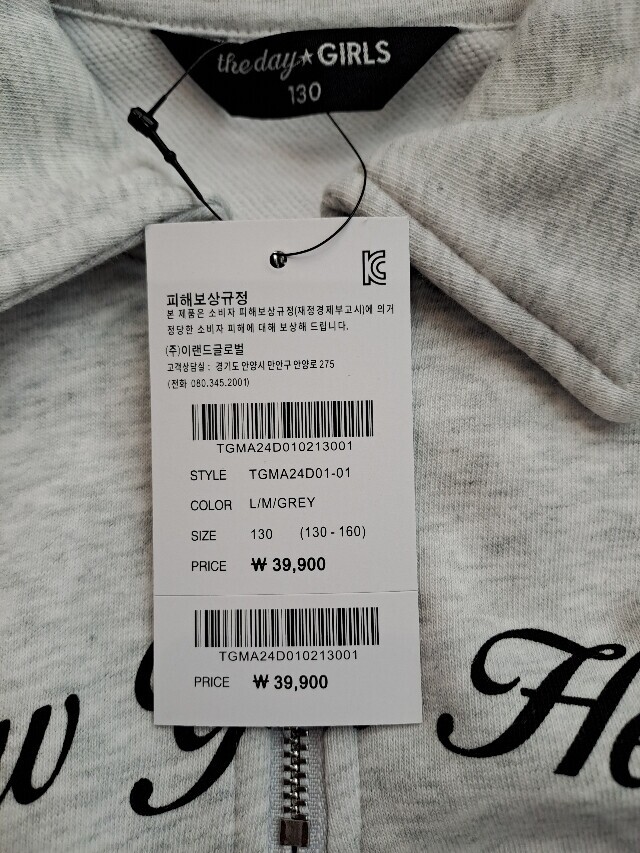 the day★GIRLS
130
KC
피해보상규정
본 제품은 소비자 피해보상규정(재정경제부고시)에 의거
정당한 소비자 피해에 대해 보상해 드립니다.
(주)이랜드글로벌
고객상담실 : 경기도 안양시 만안구 안양로 275
(전화 080.345.2001)
TGMA24D010213001
STYLE TGMA24D01-01
COLOR L/M/GREY
SIZE 130 (130 - 160)
PRICE ₩ 39,900
TGMA24D010213001
PRICE ₩ 39,900